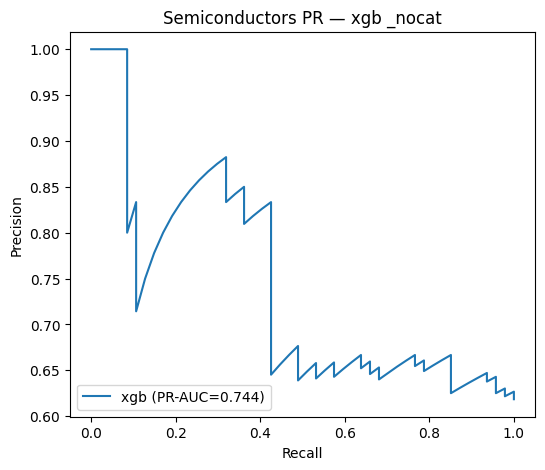 Semiconductors PR — xgb _nocat
Precision
1.00
0.95
0.90
0.85
0.80
0.75
0.70
0.65
0.60
xgb (PR-AUC=0.744)
0.0 0.2 0.4 0.6 0.8 1.0
Recall